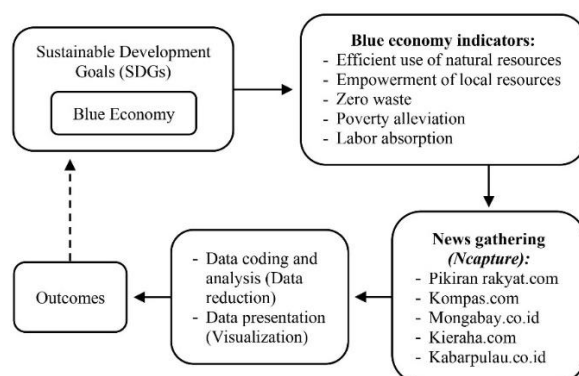 Sustainable Development
Goals (SDGs)
Blue Economy
Blue economy indicators:
- Efficient use of natural resources
- Empowerment of local resources
- Zero waste
- Poverty alleviation
- Labor absorption
News gathering
(Ncapture):
- Pikiran rakyat.com
- Kompas.com
- Mongabay.co.id
- Kieraha.com
- Kabarpulau.co.id
- Data coding and
analysis (Data
reduction)
- Data presentation
(Visualization)
Outcomes